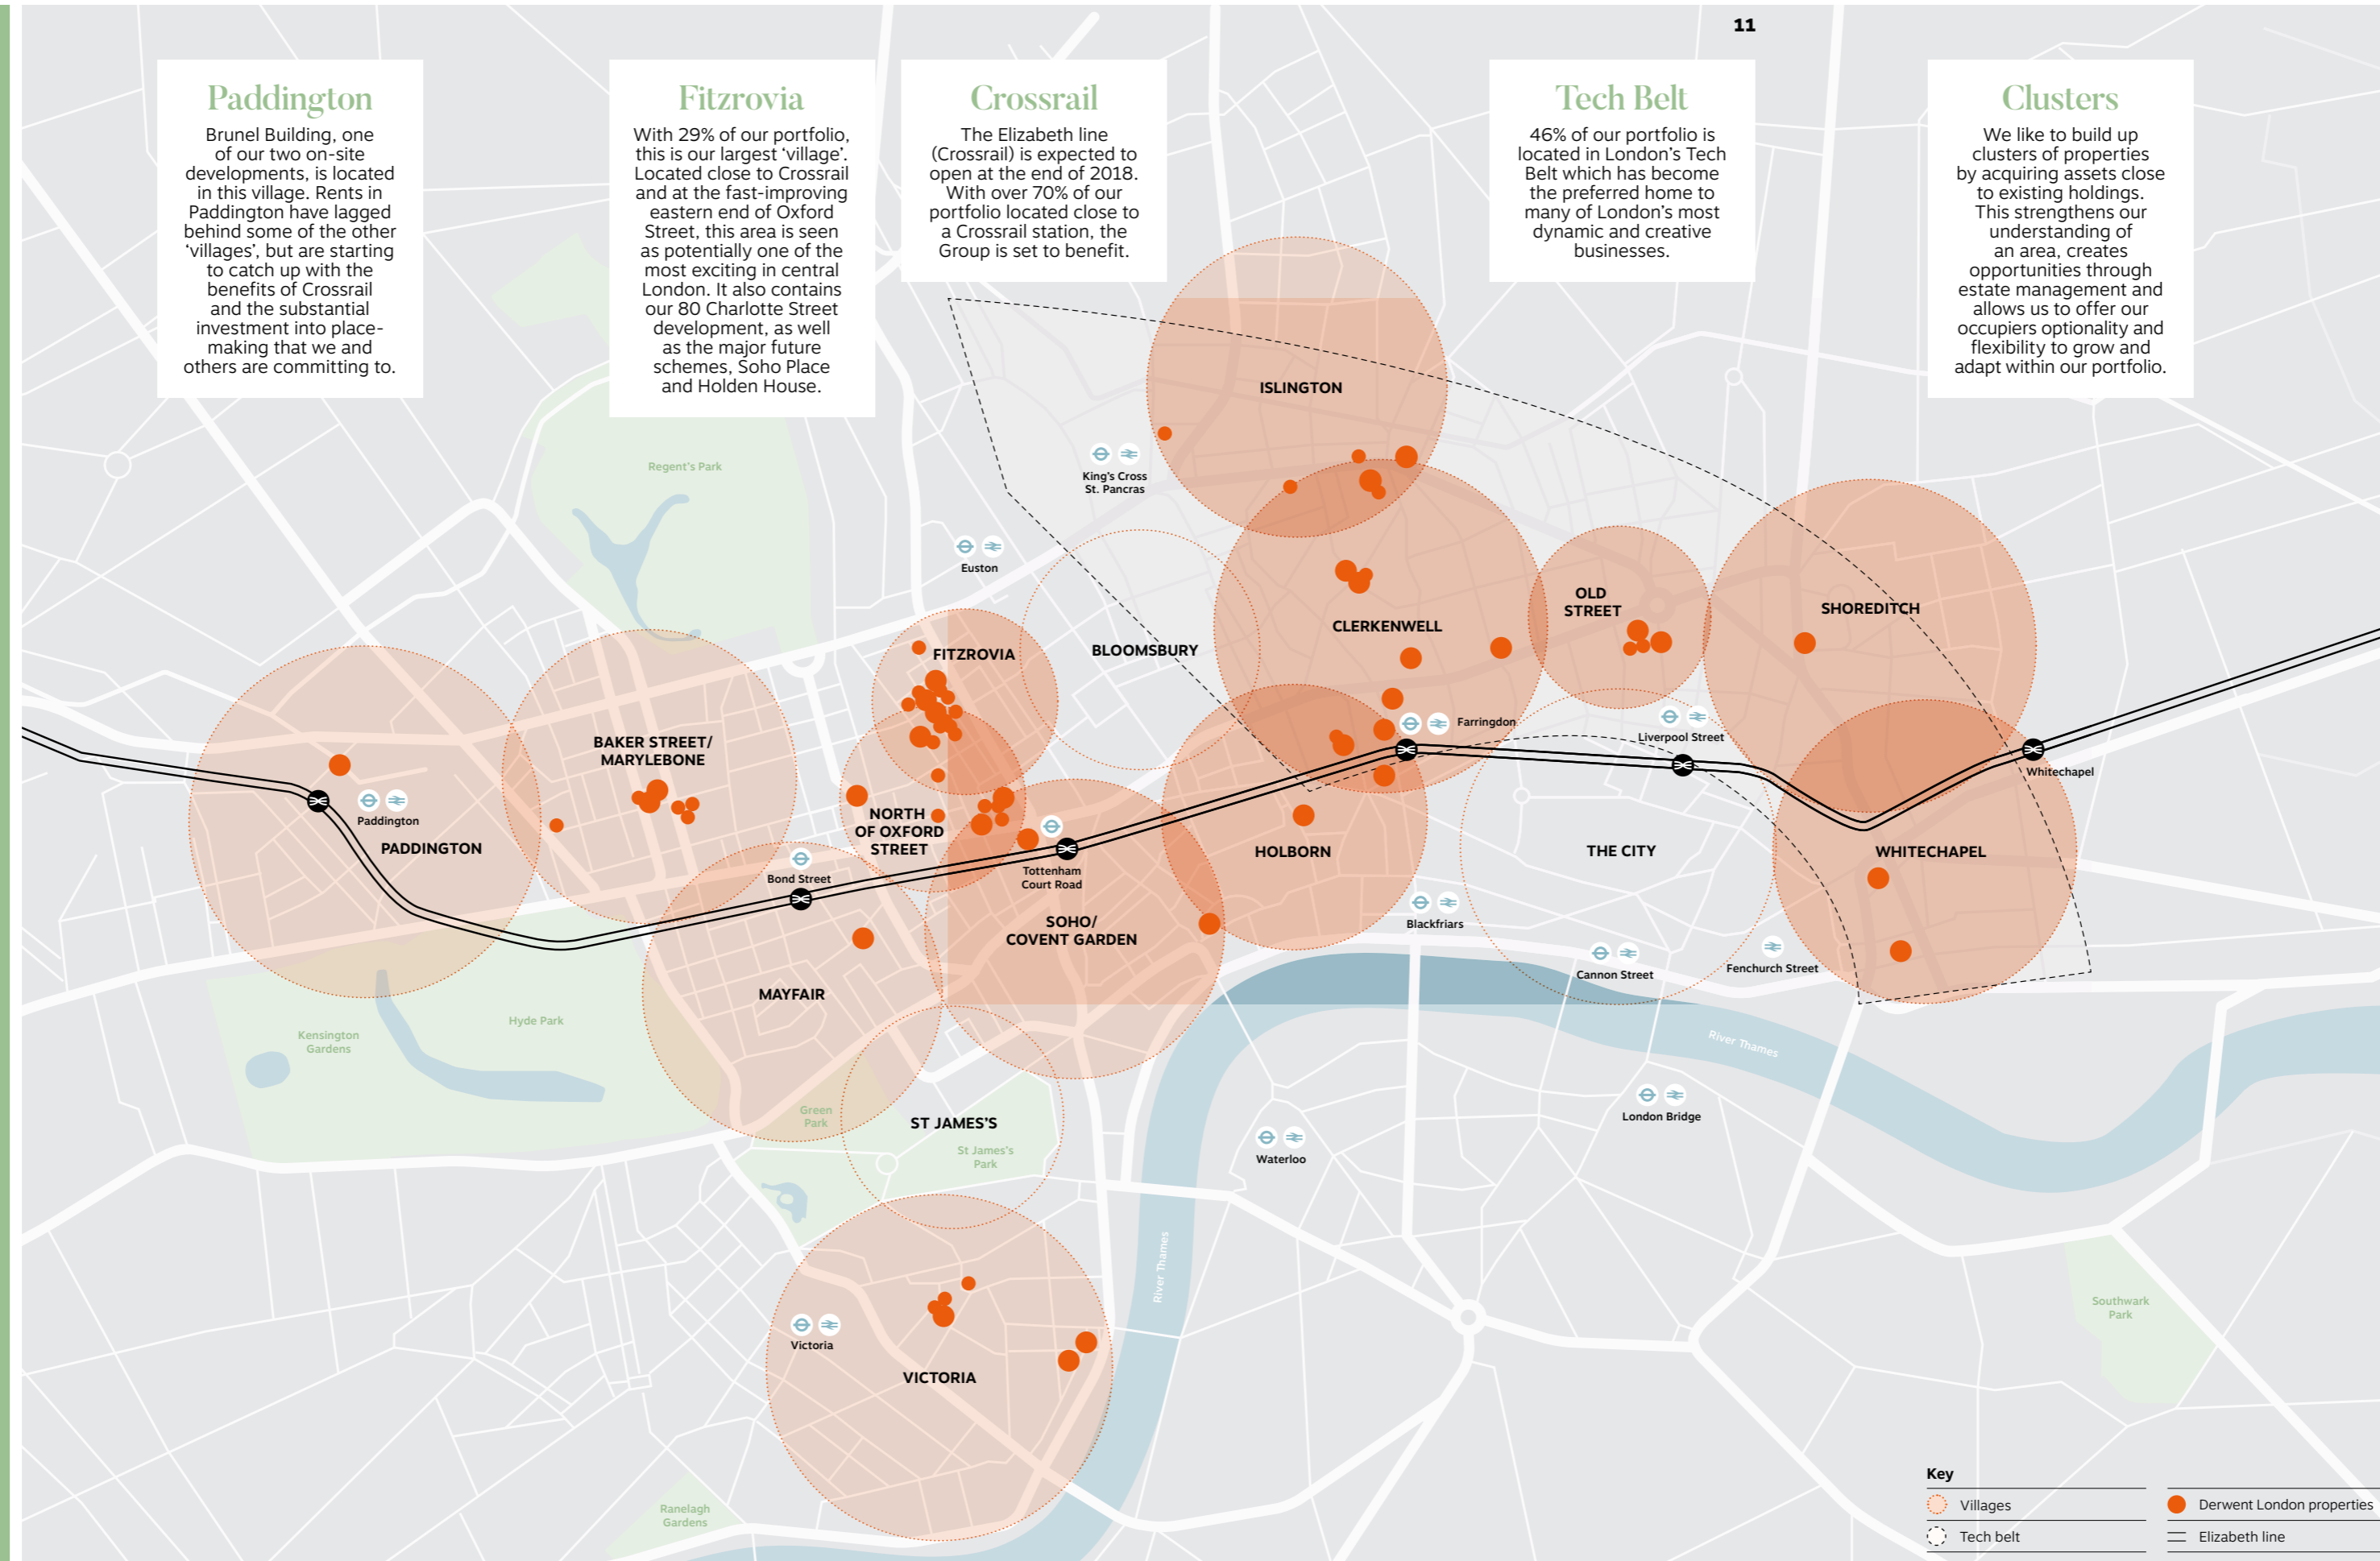 11
Paddington
Brunel Building, one
of our two on-site
developments, is located
in this village. Rents in
Paddington have lagged
behind some of the other
‘villages’, but are starting
to catch up with the
benefits of Crossrail
and the substantial
investment into place-
making that we and
others are committing to.
Fitzrovia
With 29% of our portfolio,
this is our largest ‘village’.
Located close to Crossrail
and at the fast-improving
eastern end of Oxford
Street, this area is seen
as potentially one of the
most exciting in central
London. It also contains
our 80 Charlotte Street
development, as well
as the major future
schemes, Soho Place
and Holden House.
Crossrail
The Elizabeth line
(Crossrail) is expected to
open at the end of 2018.
With over 70% of our
portfolio located close to
a Crossrail station, the
Group is set to benefit.
Tech Belt
46% of our portfolio is
located in London’s Tech
Belt which has become
the preferred home to
many of London’s most
dynamic and creative
businesses.
Clusters
We like to build up
clusters of properties
by acquiring assets close
to existing holdings.
This strengthens our
understanding of
an area, creates
opportunities through
estate management and
allows us to offer our
occupiers optionality and
flexibility to grow and
adapt within our portfolio.
ISLINGTON
Regent’s Park
King’s Cross
St. Pancras
Euston
OLD
STREET
SHOREDITCH
CLERKENWELL
BLOOMSBURY
FITZROVIA
Farringdon
Liverpool Street
BAKER STREET/
MARYLEBONE
Whitechapel
Paddington
PADDINGTON
NORTH
OF OXFORD
STREET
HOLBORN
THE CITY
WHITECHAPEL
Bond Street
Tottenham
Court Road
SOHO/
COVENT GARDEN
Blackfriars
Cannon Street
Fenchurch Street
MAYFAIR
Hyde Park
Kensington
Gardens
River Thames
Green
Park
ST JAMES’S
St James’s
Park
London Bridge
Waterloo
River Thames
Southwark
Park
Victoria
VICTORIA
Ranelagh
Gardens
Key
Villages
Derwent London properties
Tech belt
Elizabeth line